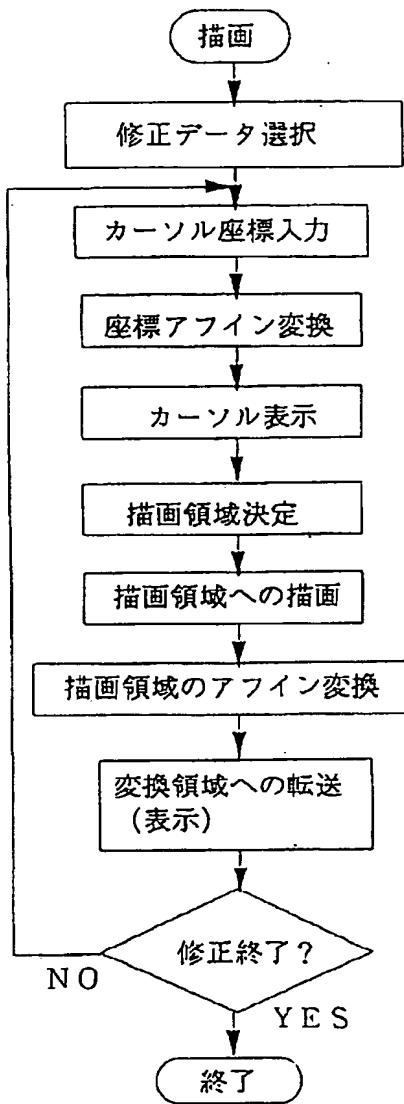 描画
修正データ選択
カーソル座標入力
座標アフイン変換
カーソル表示
描画領域決定
描画領域への描画
描画領域のアフイン変換
変換領域への転送
(表示)
修正終了?
NO
YES
終了